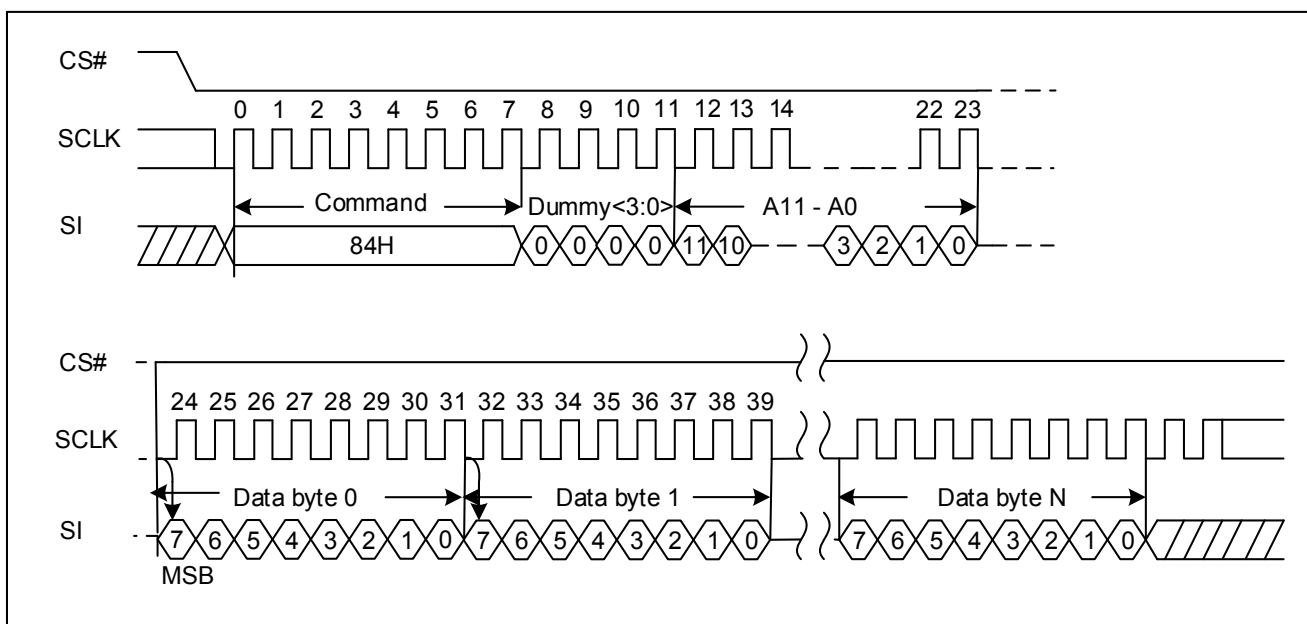 CS#
0 1 2 3 4 5 6 7 8 9 10 11 12 13 14 22 23
SCLK
Command Dummy<3:0> A11 - A0
SI
84H 0 0 0 0 11 10 3 2 1 0
CS#
24 25 26 27 28 29 30 31 32 33 34 35 36 37 38 39
SCLK
Data byte 0 Data byte 1 Data byte N
SI
7 6 5 4 3 2 1 0 7 6 5 4 3 2 1 0 7 6 5 4 3 2 1 0
MSB